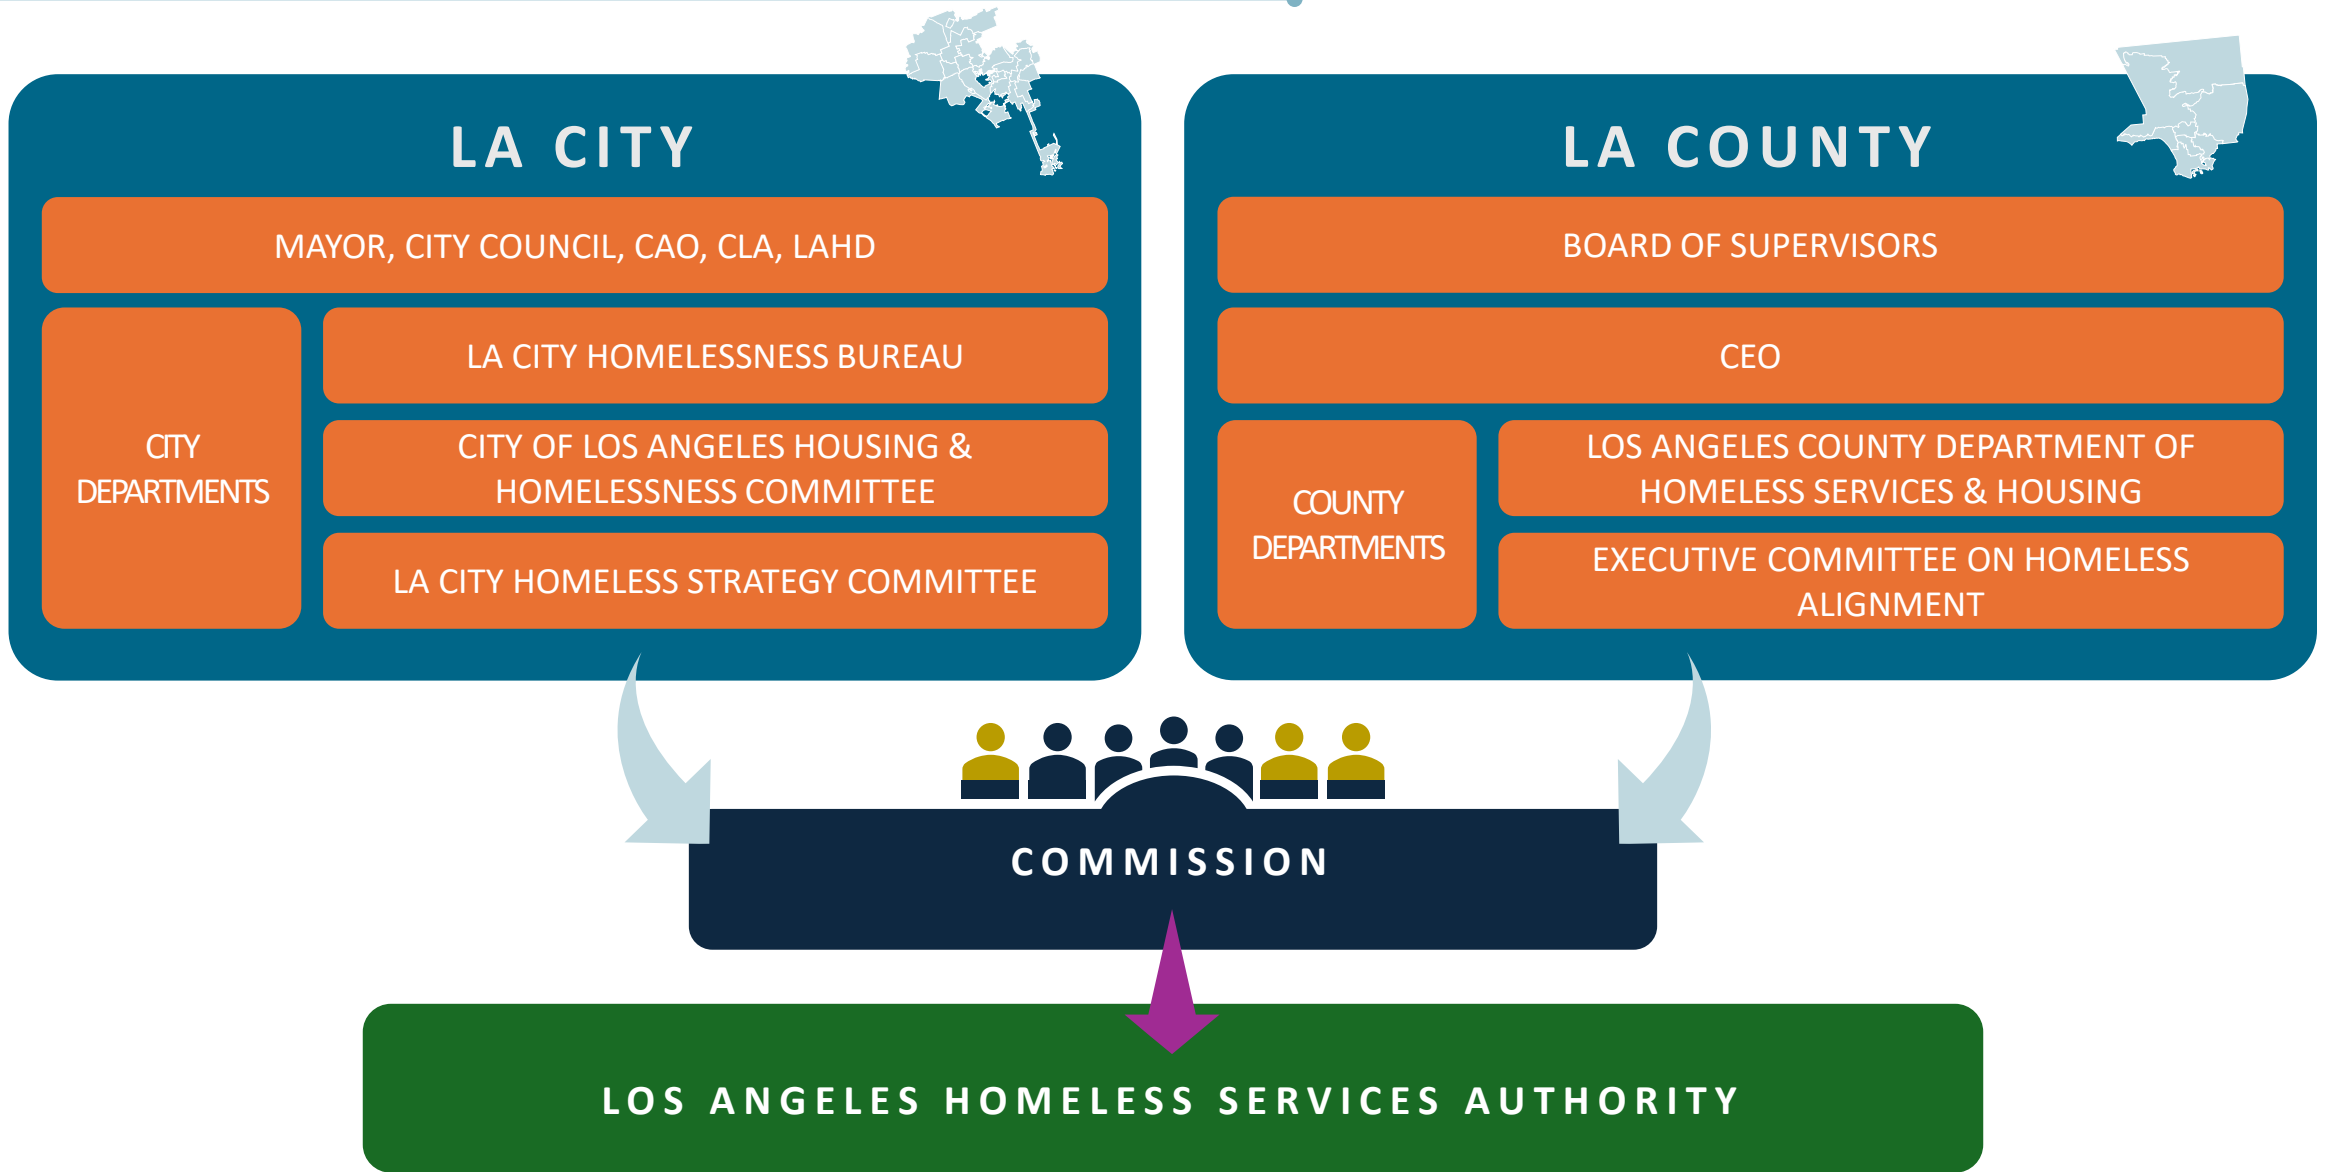 LA CITY
MAYOR, CITY COUNCIL, CAO, CLA, LAHD
CITY
DEPARTMENTS
LA CITY HOMELESSNESS BUREAU
CITY OF LOS ANGELES HOUSING &
HOMELESSNESS COMMITTEE
LA CITY HOMELESS STRATEGY COMMITTEE
LA COUNTY
BOARD OF SUPERVISORS
CEO
COUNTY
DEPARTMENTS
LOS ANGELES COUNTY DEPARTMENT OF
HOMELESS SERVICES & HOUSING
EXECUTIVE COMMITTEE ON HOMELESS
ALIGNMENT
COMMISSION
LOS ANGELES HOMELESS SERVICES AUTHORITY